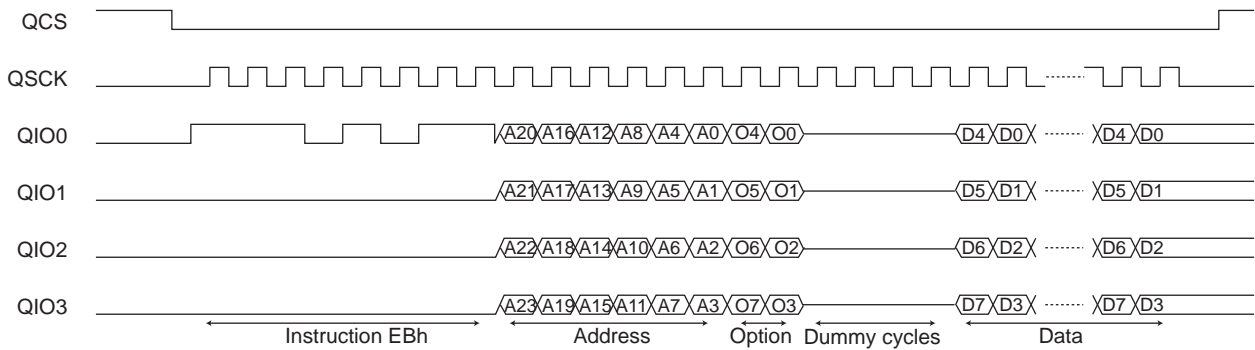 QCS
QSCK
QIO0 A20 A16 A12 A8 A4 A0 O4 O0 D4 D0 D4 D0
QIO1 A21 A17 A13 A9 A5 A1 O5 O1 D5 D1 D5 D1
QIO2 A22 A18 A14 A10 A6 A2 O6 O2 D6 D2 D6 D2
QIO3 A23 A19 A15 A11 A7 A3 O7 O3 D7 D3 D7 D3
Instruction EBh Address Option Dummy cycles Data